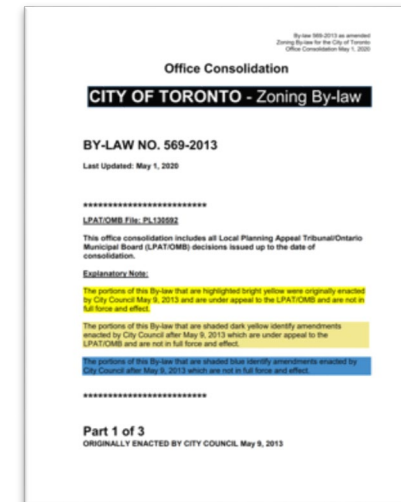 By-law 569-2013 as amended
Zoning By-law for the City of Toronto
Office Consolidation May 1, 2020
Office Consolidation
CITY OF TORONTO - Zoning By-law
BY-LAW NO. 569-2013
Last Updated: May 1, 2020
**************************
LPAT/OMB File: PL130592
This office consolidation includes all Local Planning Appeal Tribunal/Ontario
Municipal Board (LPAT/OMB) decisions issued up to the date of
consolidation.
Explanatory Note:
The portions of this By-law that are highlighted bright yellow were originally enacted
by City Council May 9, 2013 and are under appeal to the LPAT/OMB and are not in
full force and effect.
The portions of this By-law that are shaded dark yellow identify amendments
enacted by City Council after May 9, 2013 which are under appeal to the
LPAT/OMB and are not in full force and effect.
The portions of this By-law that are shaded blue identify amendments enacted by
City Council after May 9, 2013 which are not in full force and effect.
**************************
Part 1 of 3
ORIGINALLY ENACTED BY CITY COUNCIL May 9, 2013